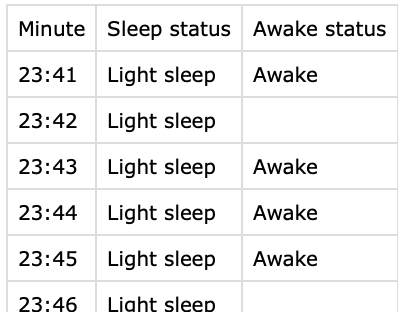 Minute Sleep status Awake status
23:41 Light sleep Awake
23:42 Light sleep
23:43 Light sleep Awake
23:44 Light sleep Awake
23:45 Light sleep Awake
23:46 Light sleep